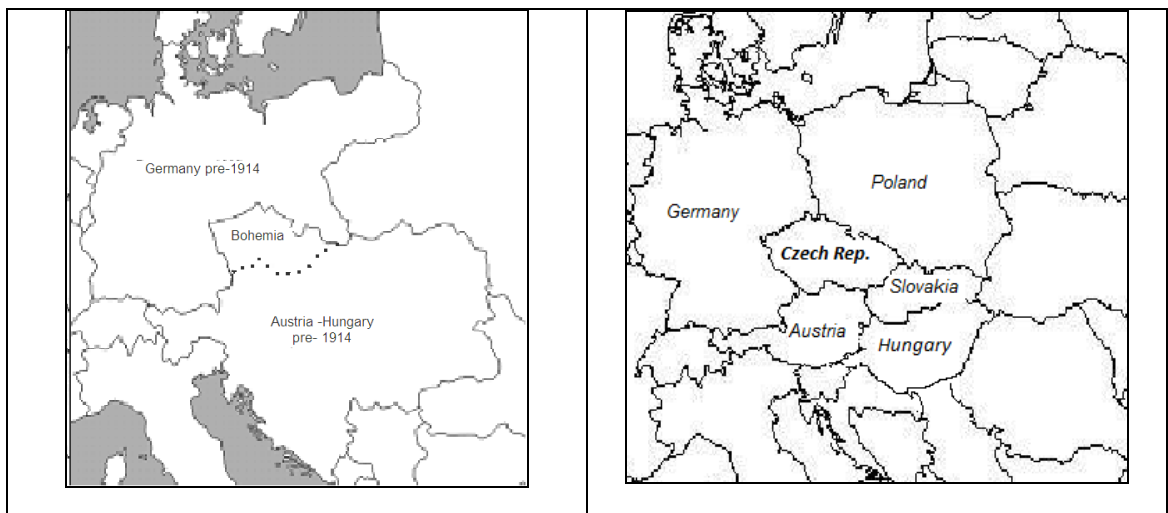 Germany pre-1914
Bohemia
Austria -Hungary
pre- 1914
Poland
Germany
Czech Rep.
Slovakia
Austria
Hungary